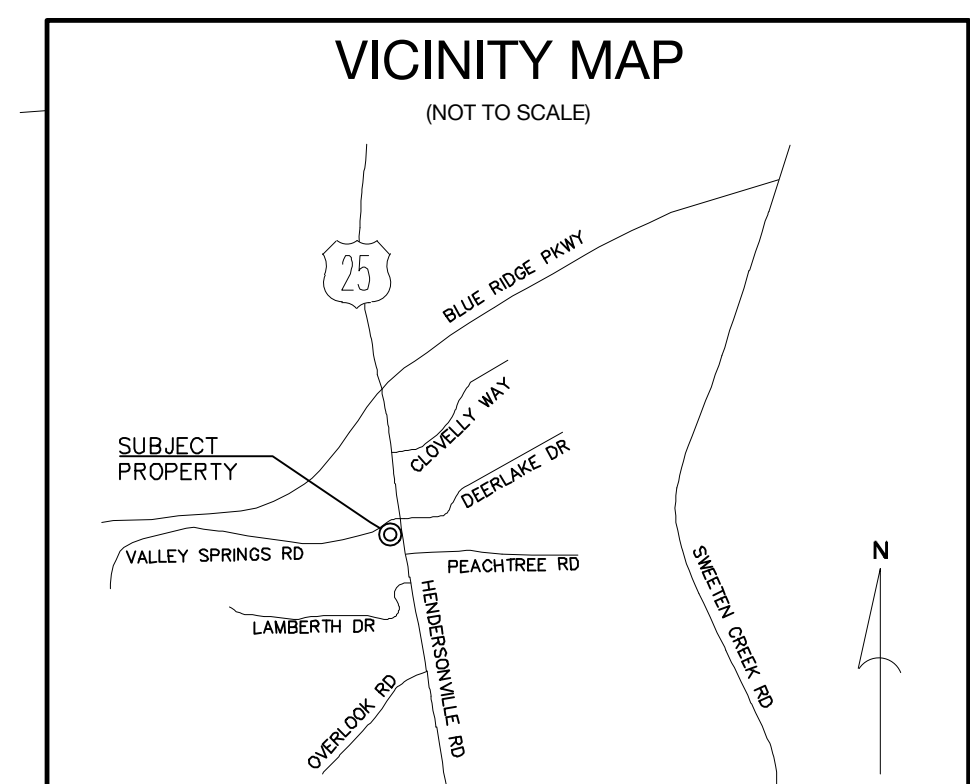 VICINITY MAP
(NOT TO SCALE)
25
BLUE RIDGE PKWY
CLOVELLY WAY
SUBJECT
PROPERTY
DEERLAKE DR
VALLEY SPRINGS RD
PEACHTREE RD
N
LAMBERTH DR
HENDERSONVILLE RD
SWEETEN CREEK RD
OVERLOOK RD